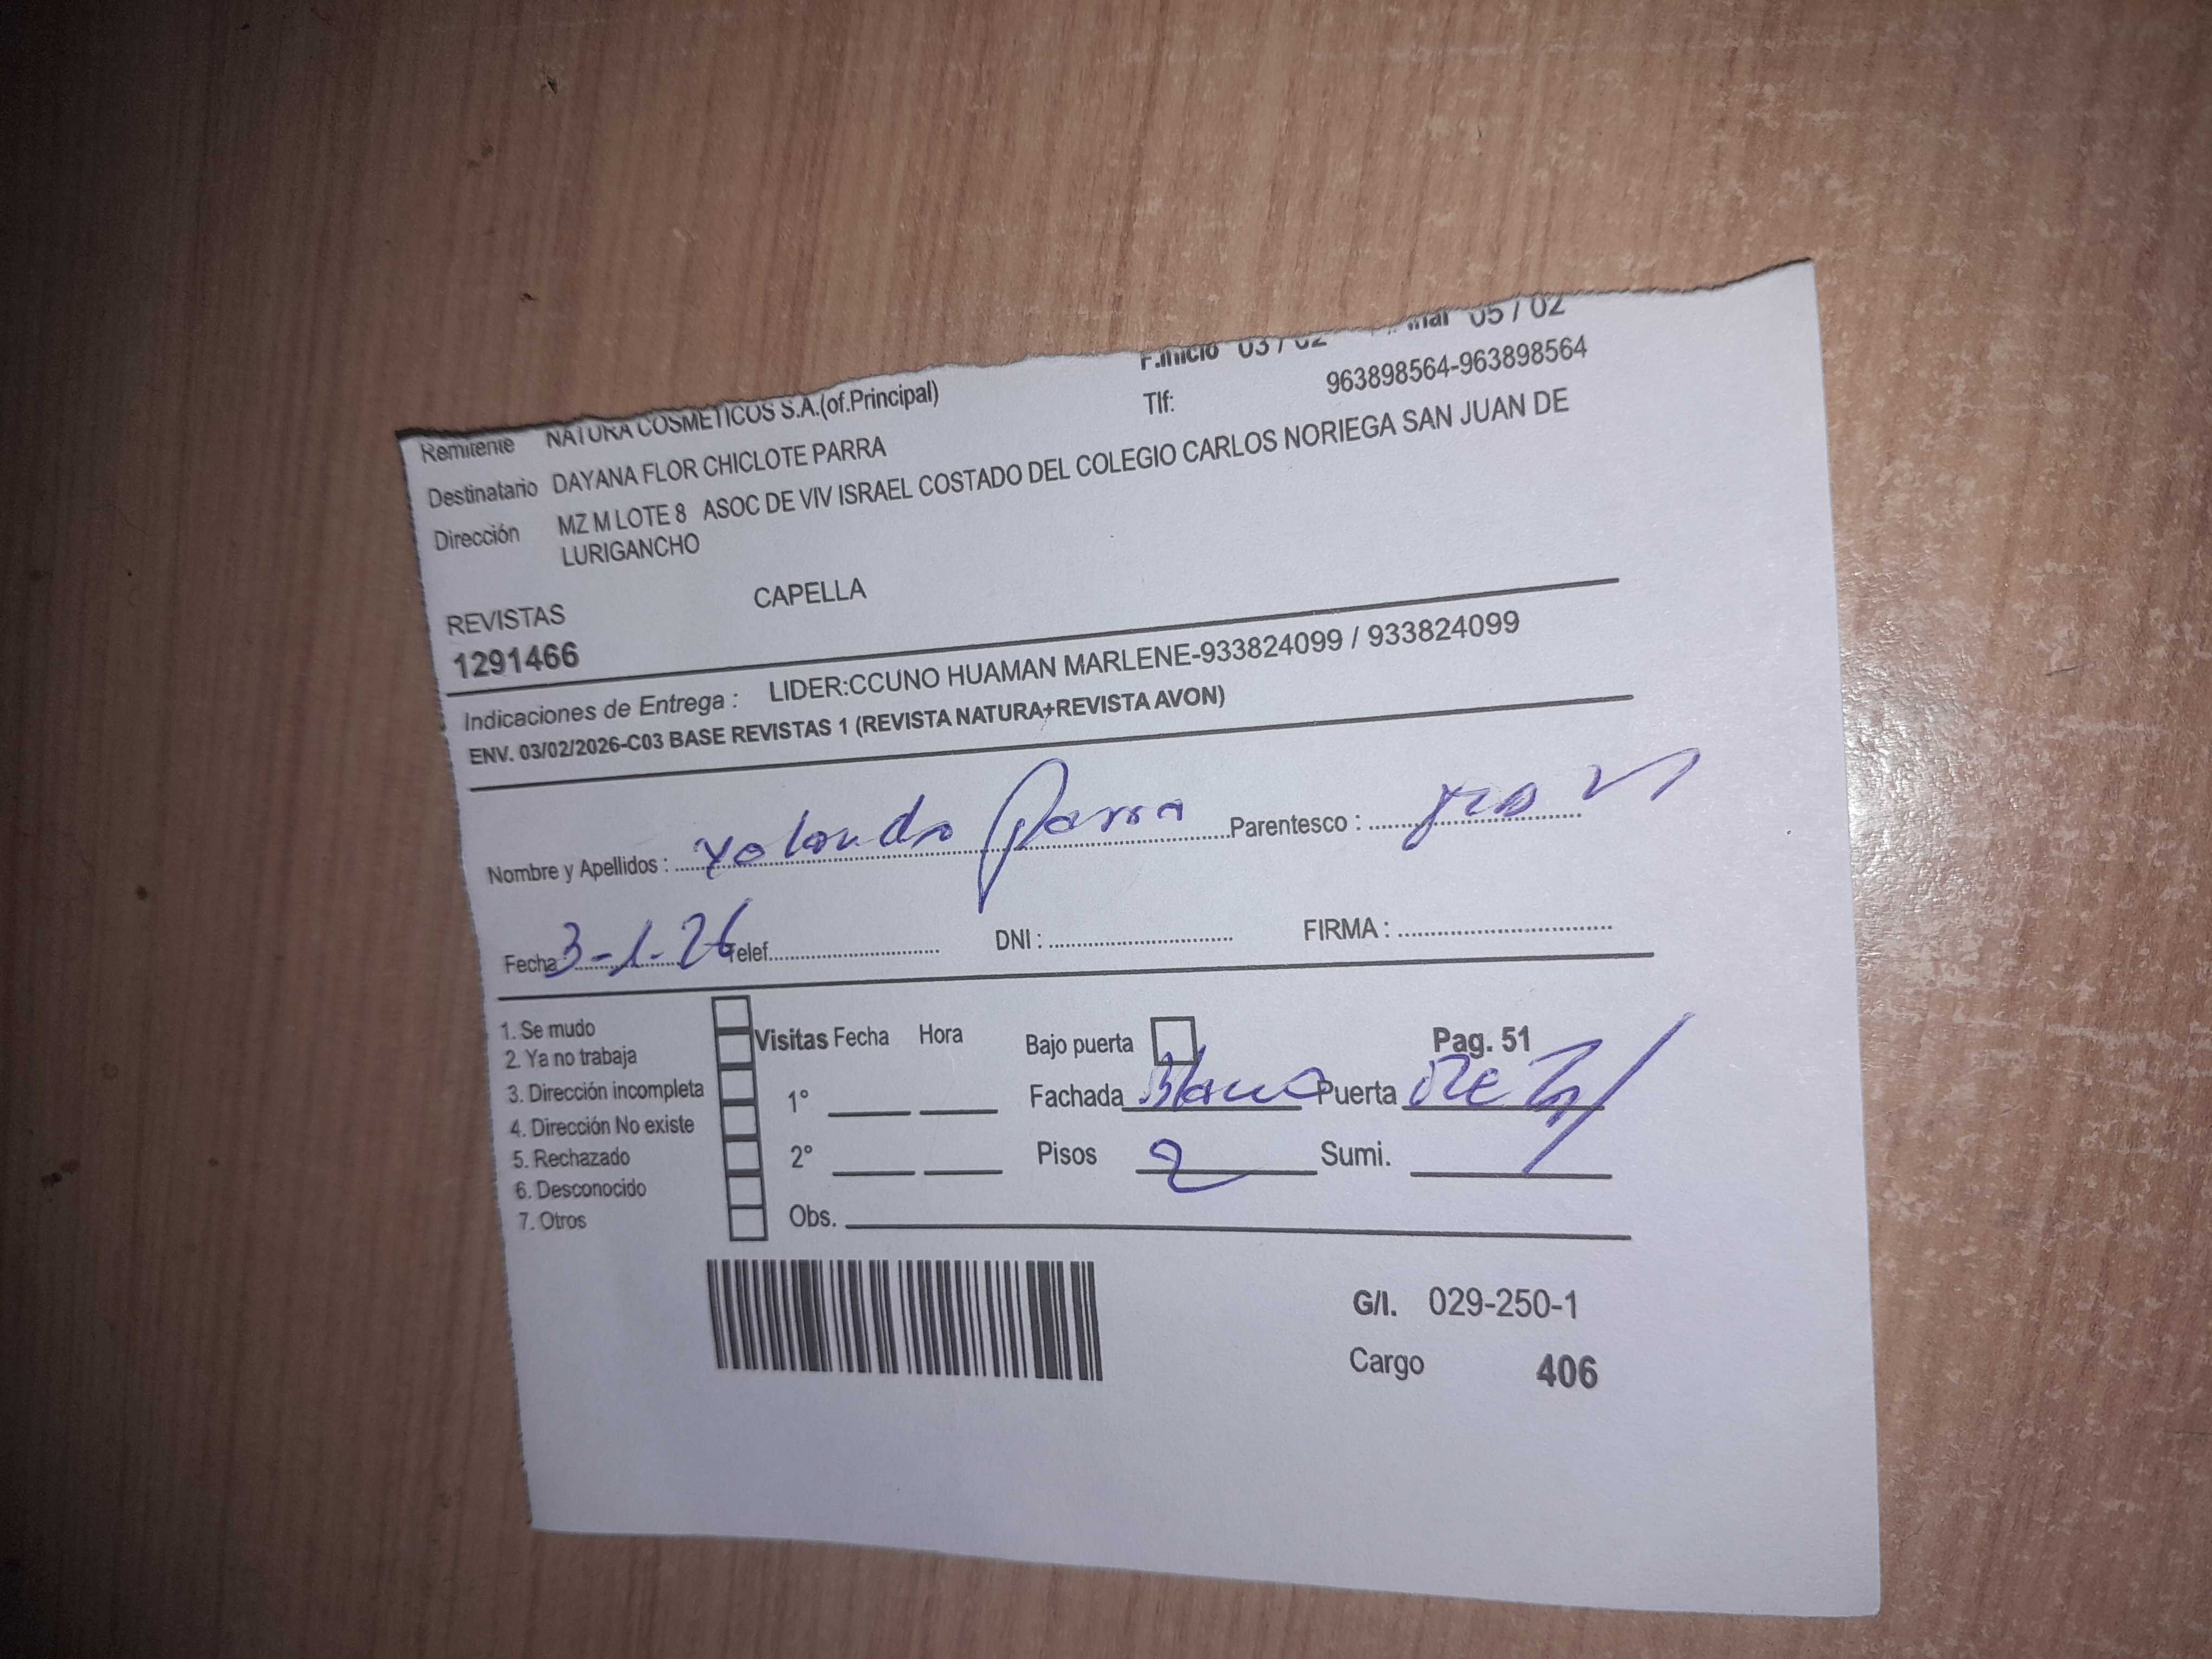 F.Inicio 03 / 02 05 / 02
Remitente NATURA COSMETICOS S.A.(of.Principal)
Tlf: 963898564-963898564
Destinatario DAYANA FLOR CHICLOTE PARRA
Dirección MZ M LOTE 8 ASOC DE VIV ISRAEL COSTADO DEL COLEGIO CARLOS NORIEGA SAN JUAN DE
LURIGANCHO
REVISTAS CAPELLA
1291466
Indicaciones de Entrega : LIDER:CCUNO HUAMAN MARLENE-933824099 / 933824099
ENV. 03/02/2026-C03 BASE REVISTAS 1 (REVISTA NATURA+REVISTA AVON)
Nombre y Apellidos : Yolanda Parra Parentesco :
Fecha : 3-1-26 Telef. DNI : FIRMA :
1. Se mudo
2. Ya no trabaja
3. Dirección incompleta
4. Dirección No existe
5. Rechazado
6. Desconocido
7. Otros
Visitas Fecha Hora
1°
2°
Obs.
Bajo puerta Pag. 51
Fachada Blanco Puerta
Pisos 2 Sumi.
G/I. 029-250-1
Cargo 406